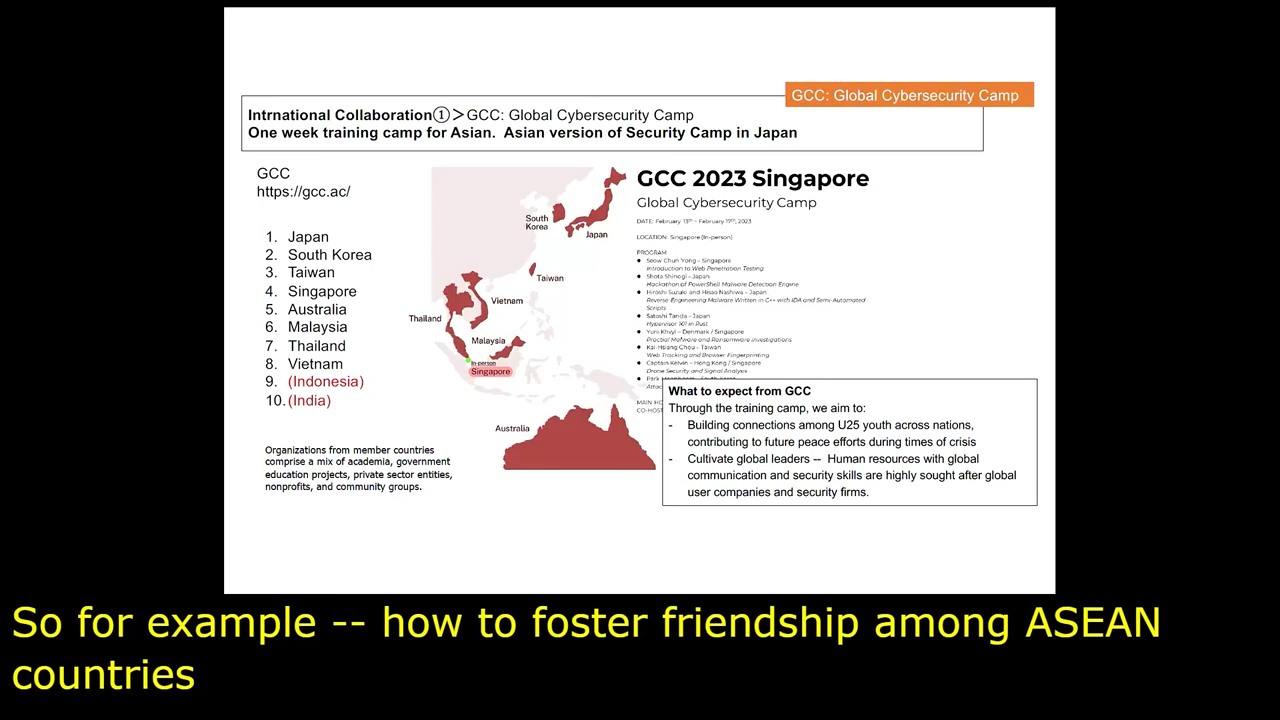 GCC: Global Cybersecurity Camp
Intrnational Collaboration①＞GCC: Global Cybersecurity Camp
One week training camp for Asian. Asian version of Security Camp in Japan
GCC
https://gcc.ac/
1. Japan
2. South Korea
3. Taiwan
4. Singapore
5. Australia
6. Malaysia
7. Thailand
8. Vietnam
9. (Indonesia)
10. (India)
Organizations from member countries
comprise a mix of academia, government
education projects, private sector entities,
nonprofits, and community groups.
South
Korea
Japan
Taiwan
Vietnam
Thailand
Malaysia
In-person
Singapore
Australia
GCC 2023 Singapore
Global Cybersecurity Camp
DATE: February 13th - February 2023
LOCATION: Singapore (In-person)
PROGRAM
● Seow Chun Yong – Singapore
Introduction to Web Penetration Testing
● Shota Shinogi – Japan
Hackathon of PowerShell Malware Detection Engine
● Hiroshi Suzuki and Hisao Nashiwa – Japan
Reverse Engineering Malware Written in C++ with IDA and Semi-Automated
Scripts
● Satoshi Tanda – Japan
Hypervisor 101 in Rust
● Yuni Khvyi – Denmark / Singapore
Practial Malware and Ransomware Investigations
● Kai-Hsiang Chou – Taiwan
Web Tracking and Browser Fingerprinting
● Captain Kelvin – Hong Kong / Singapore
Drone Security and Signal Analysis
● Park
MAIN
CO-HOST
What to expect from GCC
Through the training camp, we aim to:
- Building connections among U25 youth across nations,
contributing to future peace efforts during times of crisis
- Cultivate global leaders -- Human resources with global
communication and security skills are highly sought after global
user companies and security firms.
So for example -- how to foster friendship among ASEAN
countries